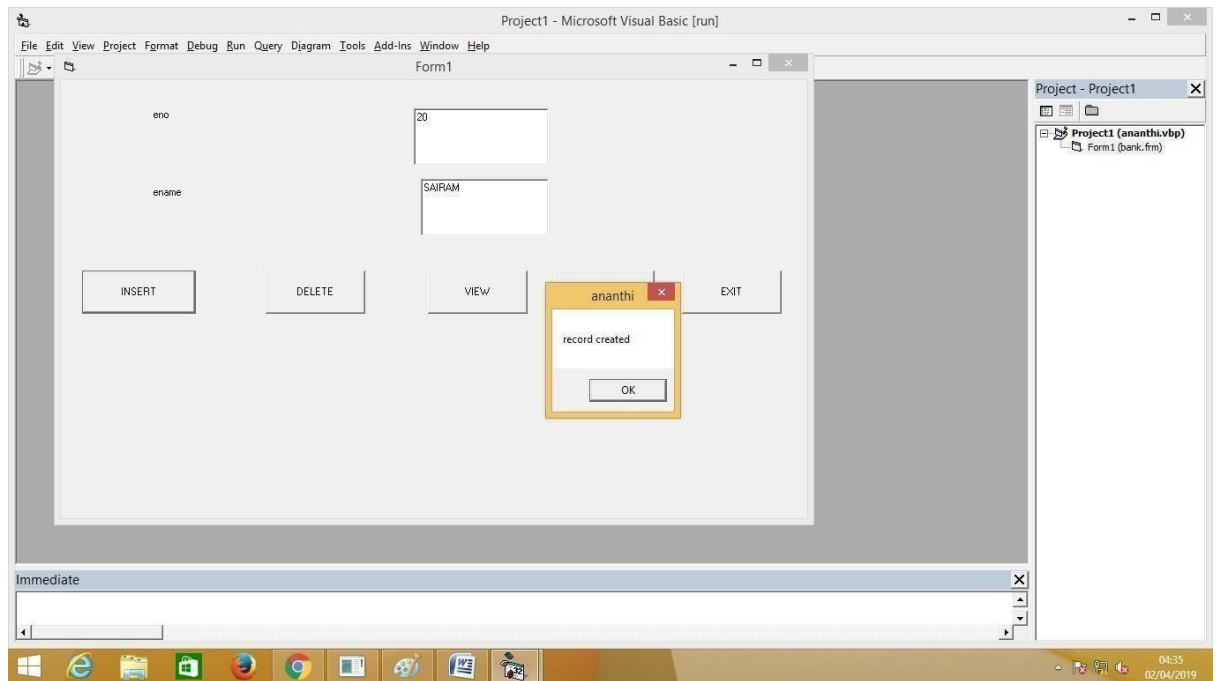 Project1 - Microsoft Visual Basic [run]
File Edit View Project Format Debug Run Query Diagram Tools Add-Ins Window Help
Form1
eno
20
ename
SAIRAM
INSERT DELETE VIEW EXIT
ananthi
record created
OK
Project - Project1
Project1 (ananthi.vbp)
Form1 (bank.frm)
Immediate
04:35
02/04/2019